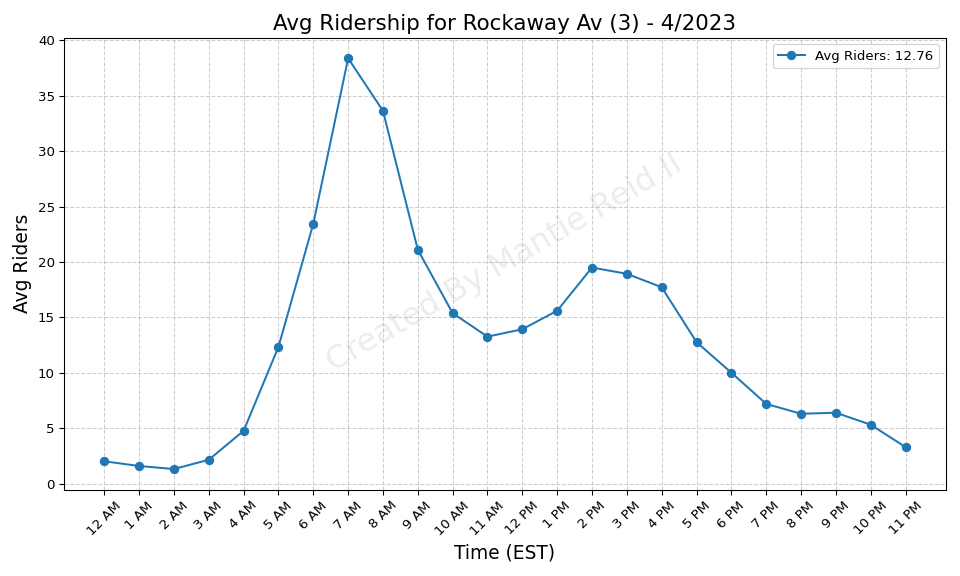 Avg Ridership for Rockaway Av (3) - 4/2023
Avg Riders: 12.76
Avg Riders
40
35
30
25
20
15
10
5
0
Created By Mantie Reid II
12 AM 1 AM 2 AM 3 AM 4 AM 5 AM 6 AM 7 AM 8 AM 9 AM 10 AM 11 AM 12 PM 1 PM 2 PM 3 PM 4 PM 5 PM 6 PM 7 PM 8 PM 9 PM 10 PM 11 PM
Time (EST)